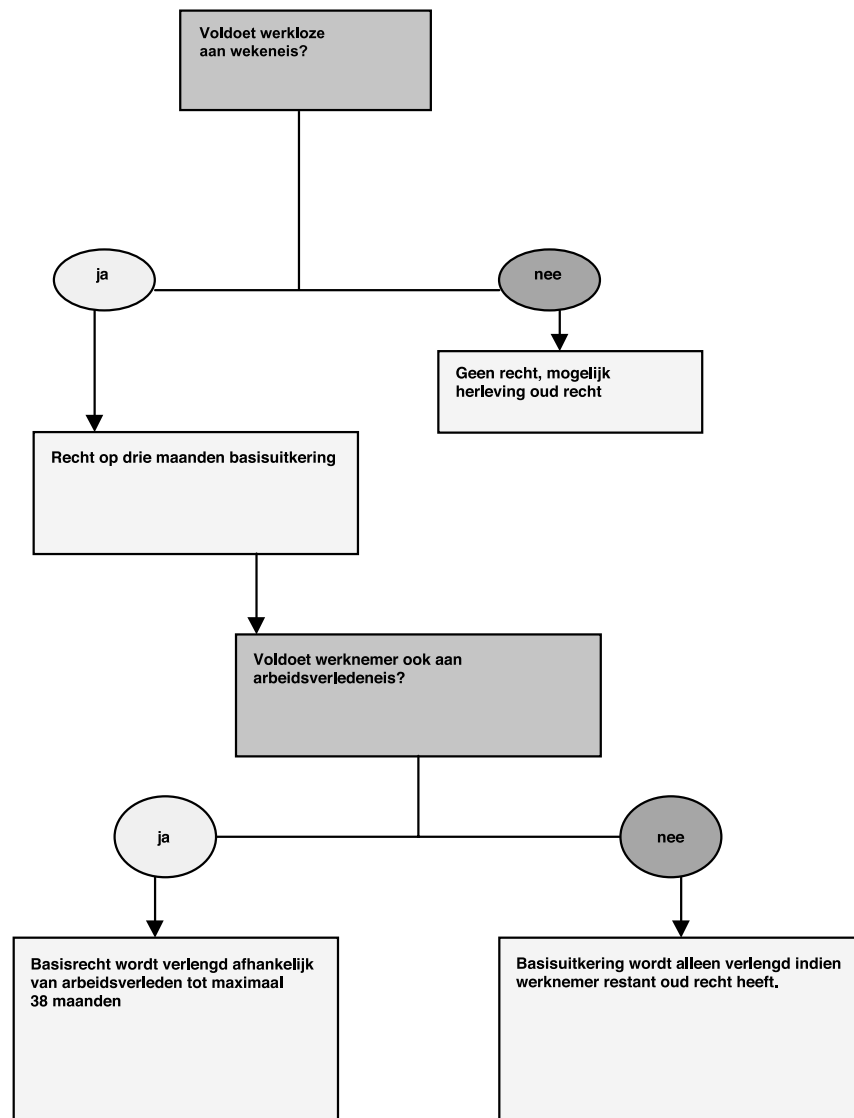 Voldoet werkloze
aan wekeneis?
ja
nee
Geen recht, mogelijk
herleving oud recht
Recht op drie maanden basisuitkering
Voldoet werknemer ook aan
arbeidsverledeneis?
ja
nee
Basisrecht wordt verlengd afhankelijk
van arbeidsverleden tot maximaal
38 maanden
Basisuitkering wordt alleen verlengd indien
werknemer restant oud recht heeft.